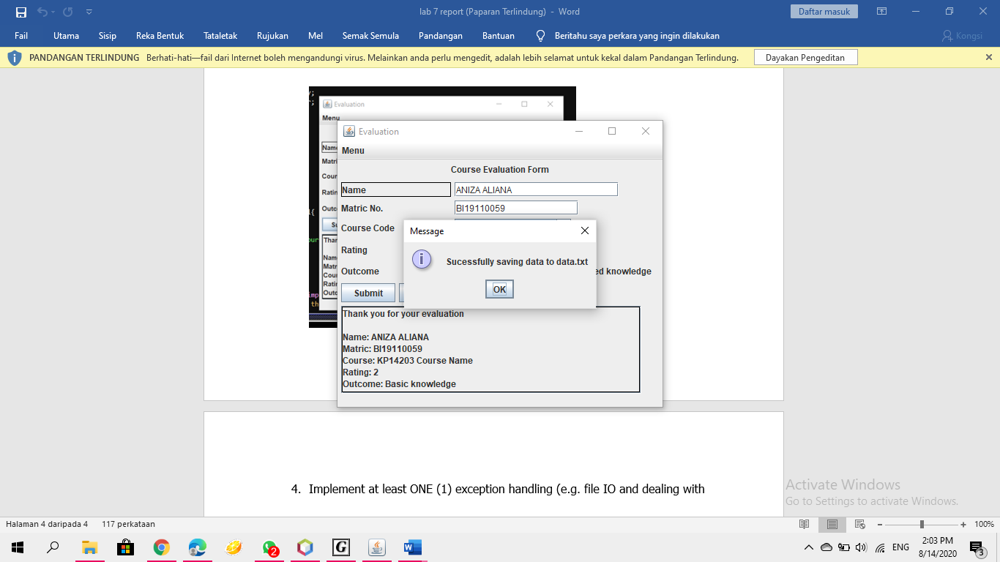 lab 7 report (Paparan Terlindung) - Word
Daftar masuk
Fail Utama Sisip Reka Bentuk Tataletak Rujukan Mel Semak Semula Pandangan Bantuan Beritahu saya perkara yang ingin dilakukan Kongsi
PANDANGAN TERLINDUNG Berhati-hati—fail dari Internet boleh mengandungi virus. Melainkan anda perlu mengedit, adalah lebih selamat untuk kekal dalam Pandangan Terlindung. Dayakan Pengeditan
Evaluation
Menu
Evaluation
Menu
Course Evaluation Form
Name ANIZA ALIANA
Matric No. BI19110059
Course Code
Rating
Outcome
ed knowledge
Submit
Message
Sucessfully saving data to data.txt
OK
Thank you for your evaluation
Name: ANIZA ALIANA
Matric: BI19110059
Course: KP14203 Course Name
Rating: 2
Outcome: Basic knowledge
4. Implement at least ONE (1) exception handling (e.g. file IO and dealing with
Activate Windows
Go to Settings to activate Windows.
Halaman 4 daripada 4 117 perkataan
100%
2
G
ENG
2:03 PM
8/14/2020
3